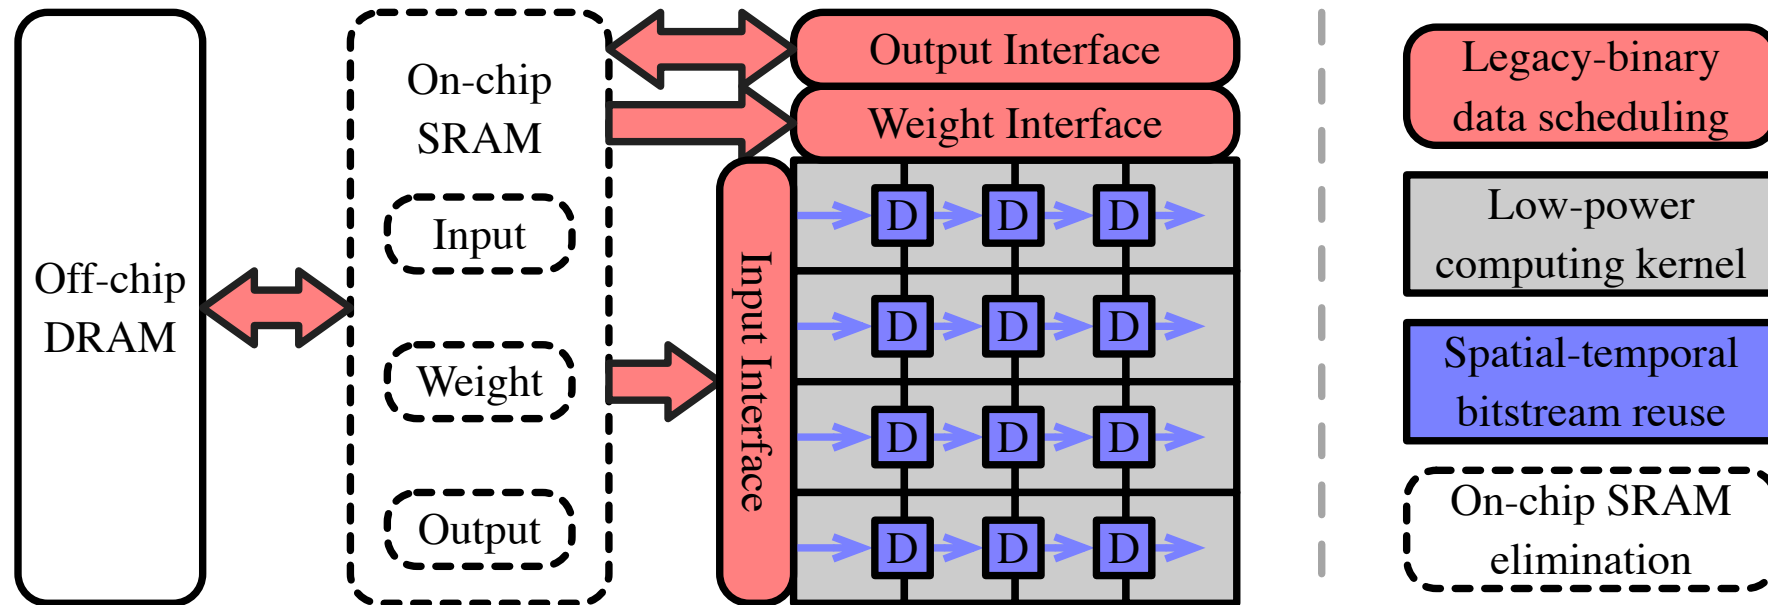 Off-chip
DRAM
On-chip
SRAM
Input
Weight
Output
Output Interface
Weight Interface
Input Interface
D D D
D D D
D D D
D D D
Legacy-binary
data scheduling
Low-power
computing kernel
Spatial-temporal
bitstream reuse
On-chip SRAM
elimination